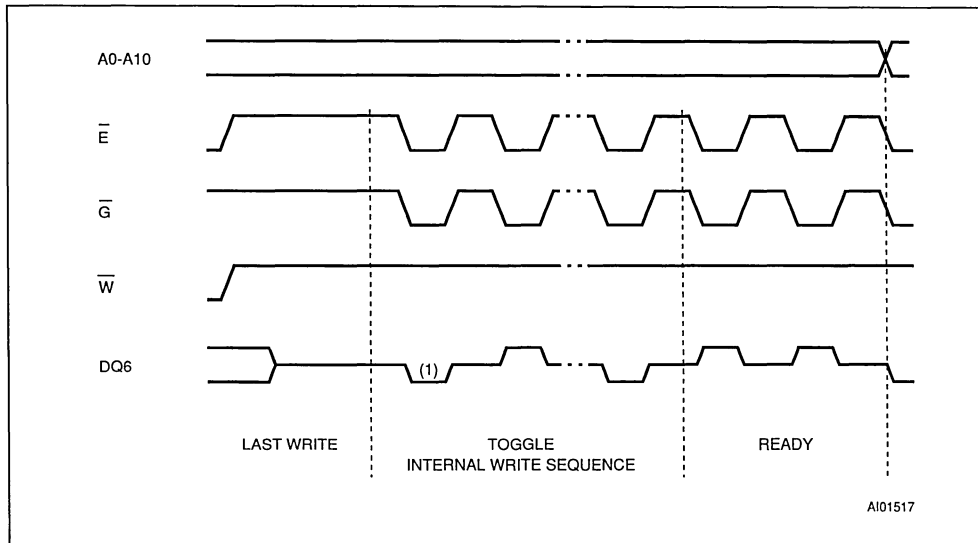 A0-A10
E̅
G̅
W̅
DQ6
(1)
LAST WRITE
TOGGLE
INTERNAL WRITE SEQUENCE
READY
AI01517